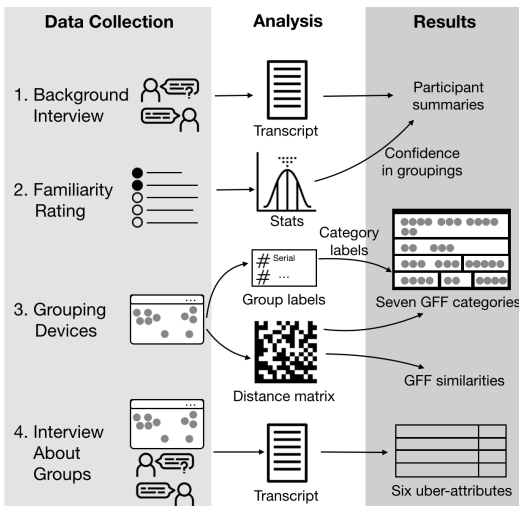 Data Collection
Analysis
Results
1. Background
Interview
?
Transcript
Participant
summaries
2. Familiarity
Rating
Stats
Confidence
in groupings
3. Grouping
Devices
...
# Serial
# ...
Group labels
Category
labels
Seven GFF categories
Distance matrix
GFF similarities
4. Interview
About
Groups
...
?
Transcript
Six uber-attributes